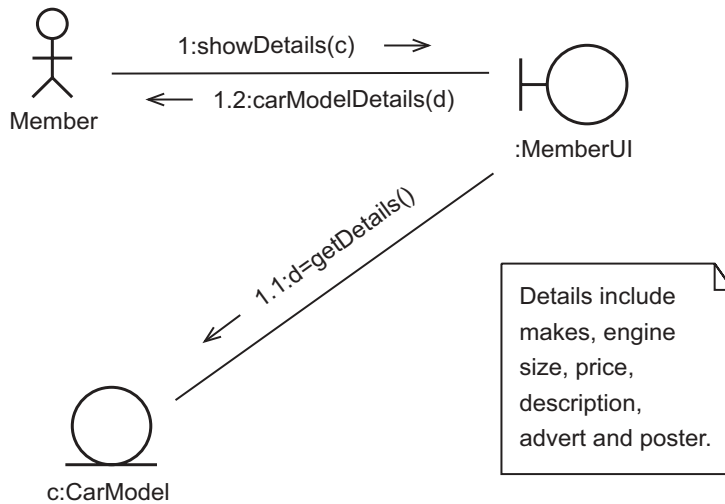 1:showDetails(c)
1.2:carModelDetails(d)
Member
:MemberUI
1.1:d=getDetails()
Details include
makes, engine
size, price,
description,
advert and poster.
c:CarModel